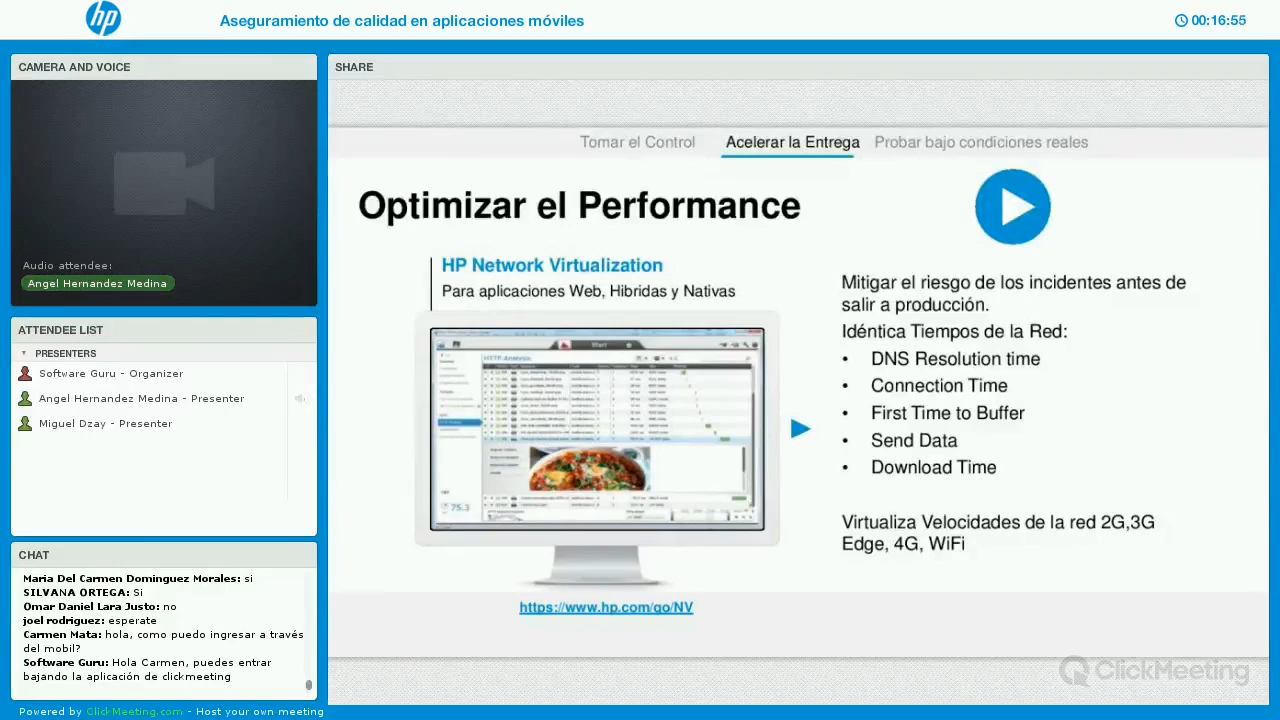 hp
Aseguramiento de calidad en aplicaciones móviles
00:16:55
CAMERA AND VOICE
Audio attendee:
Angel Hernandez Medina
ATTENDEE LIST
PRESENTERS
Software Guru - Organizer
Angel Hernandez Medina - Presenter
Miguel Dzay - Presenter
CHAT
Maria Del Carmen Dominguez Morales: si
SILVANA ORTEGA: Si
Omar Daniel Lara Justo: no
joel rodriguez: esperate
Carmen Mata: hola, como puedo ingresar a través
del mobil?
Software Guru: Hola Carmen, puedes entrar
bajando la aplicación de clickmeeting
Powered by ClickMeeting.com - Host your own meeting
SHARE
Tomar el Control
Acelerar la Entrega
Probar bajo condiciones reales
Optimizar el Performance
HP Network Virtualization
Para aplicaciones Web, Hibridas y Nativas
Start
HTTP Analysis
75.3
https://www.hp.com/go/NV
Mitigar el riesgo de los incidentes antes de
salir a producción.
Idéntica Tiempos de la Red:
• DNS Resolution time
• Connection Time
• First Time to Buffer
• Send Data
• Download Time
Virtualiza Velocidades de la red 2G,3G
Edge, 4G, WiFi
ClickMeeting